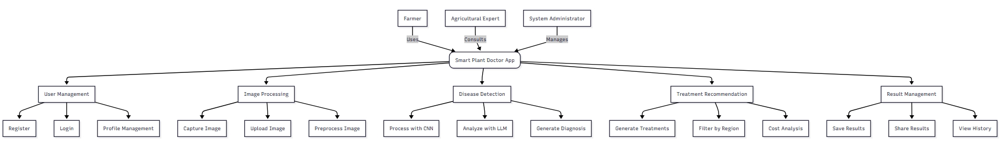 Farmer
Agricultural Expert
System Administrator
Uses
Consults
Manages
Smart Plant Doctor App
User Management
Image Processing
Disease Detection
Treatment Recommendation
Result Management
Register
Login
Profile Management
Capture Image
Upload Image
Preprocess Image
Process with CNN
Analyze with LLM
Generate Diagnosis
Generate Treatments
Filter by Region
Cost Analysis
Save Results
Share Results
View History